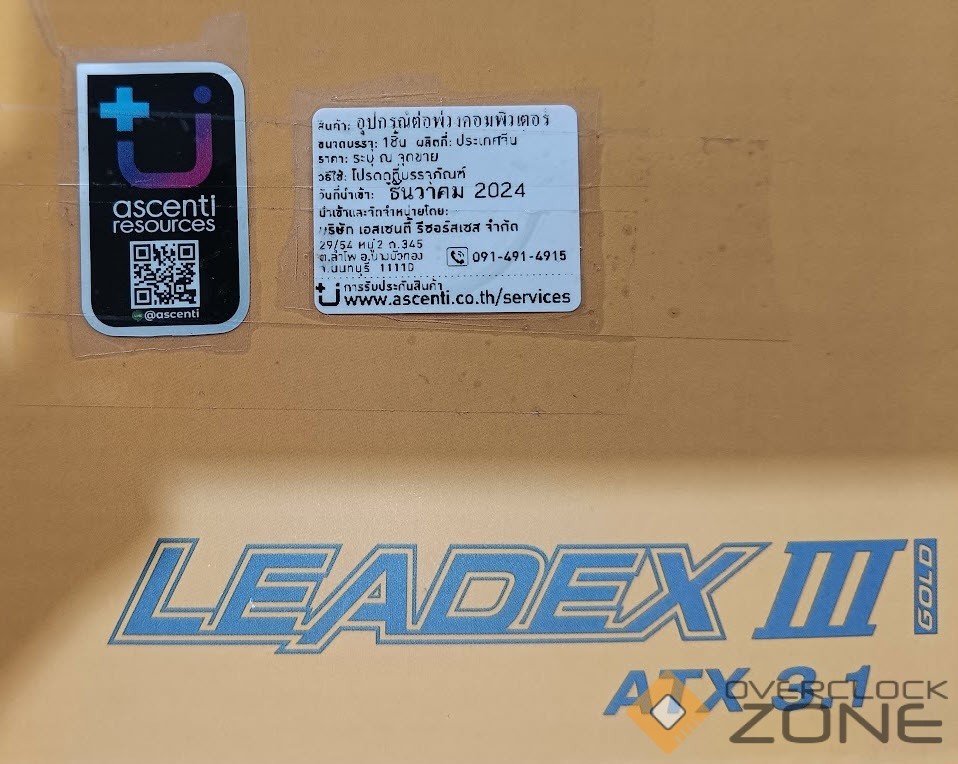 ascenti
resources
@ascenti
สินค้า: อุปกรณ์ต่อพ่วงคอมพิวเตอร์
ขนาดบรรจุ: 1ชิ้น ผลิตที่: ประเทศจีน
ราคา: ระบุ ณ จุดขาย
วิธีใช้: โปรดดูที่บรรจุภัณฑ์
วันที่นำเข้า: ธันวาคม 2024
นำเข้าและจัดจำหน่ายโดย:
บริษัท เอสเซนตี้ รีซอร์สเซส จำกัด
29/54 หมู่2 ถ.345
ต.ลำโพ อ.บางบัวทอง
จ.นนทบุรี 11110
091-491-4915
การรับประกันสินค้า
www.ascenti.co.th/services
LEADEX III GOLD
ATX 3.1
OVERCLOCK
ZONE